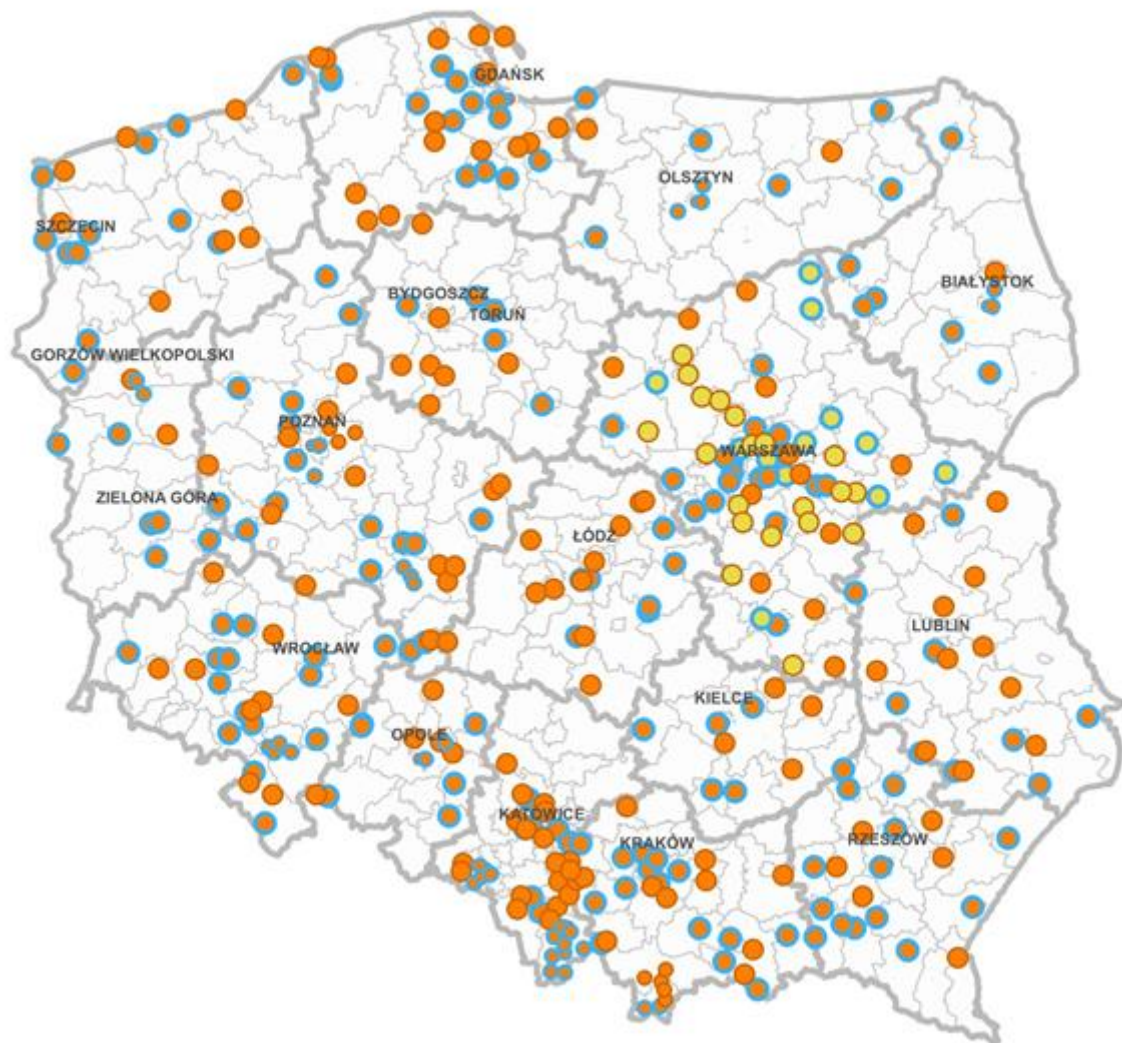 GDAŃSK
OLSZTYN
SZCZECIN
BIAŁYSTOK
BYDGOSZCZ
TORUŃ
GORZÓW WIELKOPOLSKI
POZNAŃ
WARSZAWA
ZIELONA GÓRA
ŁÓDŹ
LUBLIN
WROCŁAW
KIELCE
OPOLE
KATOWICE
KRAKÓW
RZESZÓW